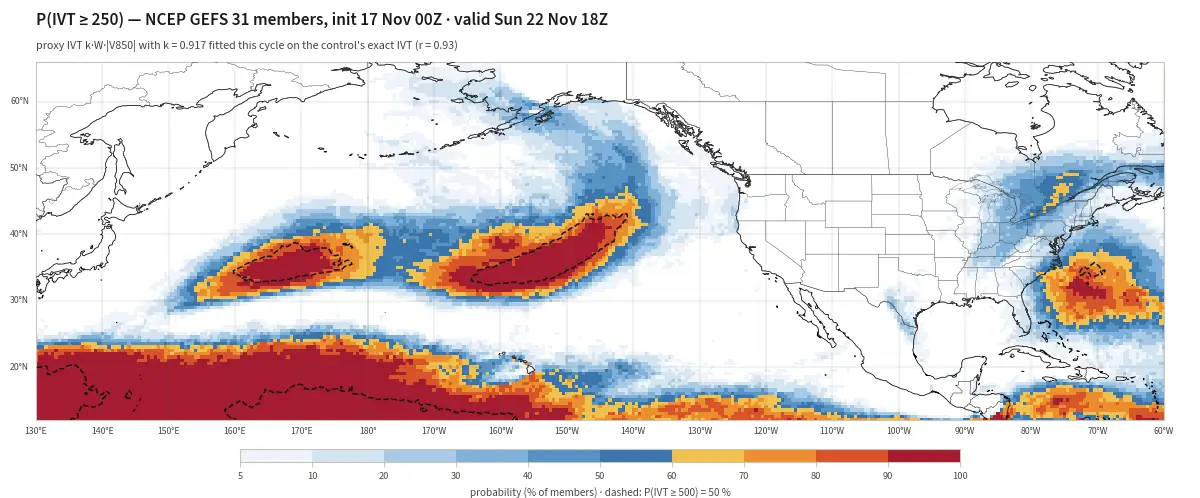 P(IVT ≥ 250) — NCEP GEFS 31 members, init 17 Nov 00Z · valid Sun 22 Nov 18Z
proxy IVT k·W·|V850| with k = 0.917 fitted this cycle on the control's exact IVT (r = 0.93)
60°N
50°N
40°N
30°N
20°N
130°E 140°E 150°E 160°E 170°E 180° 170°W 160°W 150°W 140°W 130°W 120°W 110°W 100°W 90°W 80°W 70°W 60°W
5 10 20 30 40 50 60 70 80 90 100
probability (% of members) · dashed: P(IVT ≥ 500) = 50 %